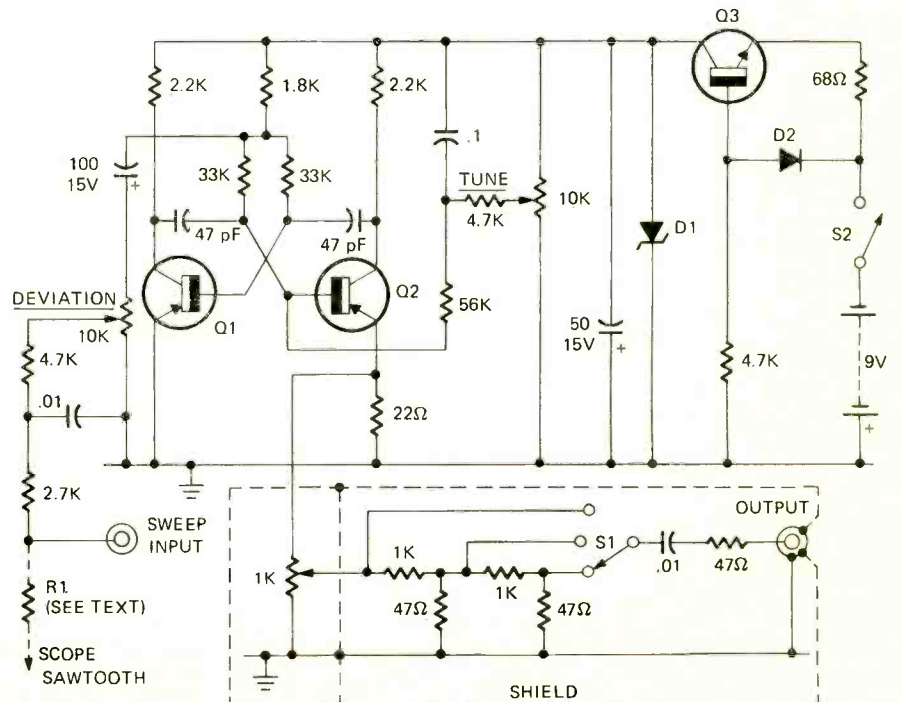 Q3
2.2K
1.8K
2.2K
68Ω
D2
100
15V
+
33K
33K
.1
TUNE
4.7K
10K
D1
S2
47 pF
47 pF
DEVIATION
10K
Q1
Q2
56K
50
15V
+
4.7K
9V
+
4.7K
.01
22Ω
2.7K
SWEEP
INPUT
OUTPUT
S1
1K
1K
1K
.01
47Ω
47Ω
47Ω
R1.
(SEE TEXT)
SCOPE
SAWTOOTH
SHIELD